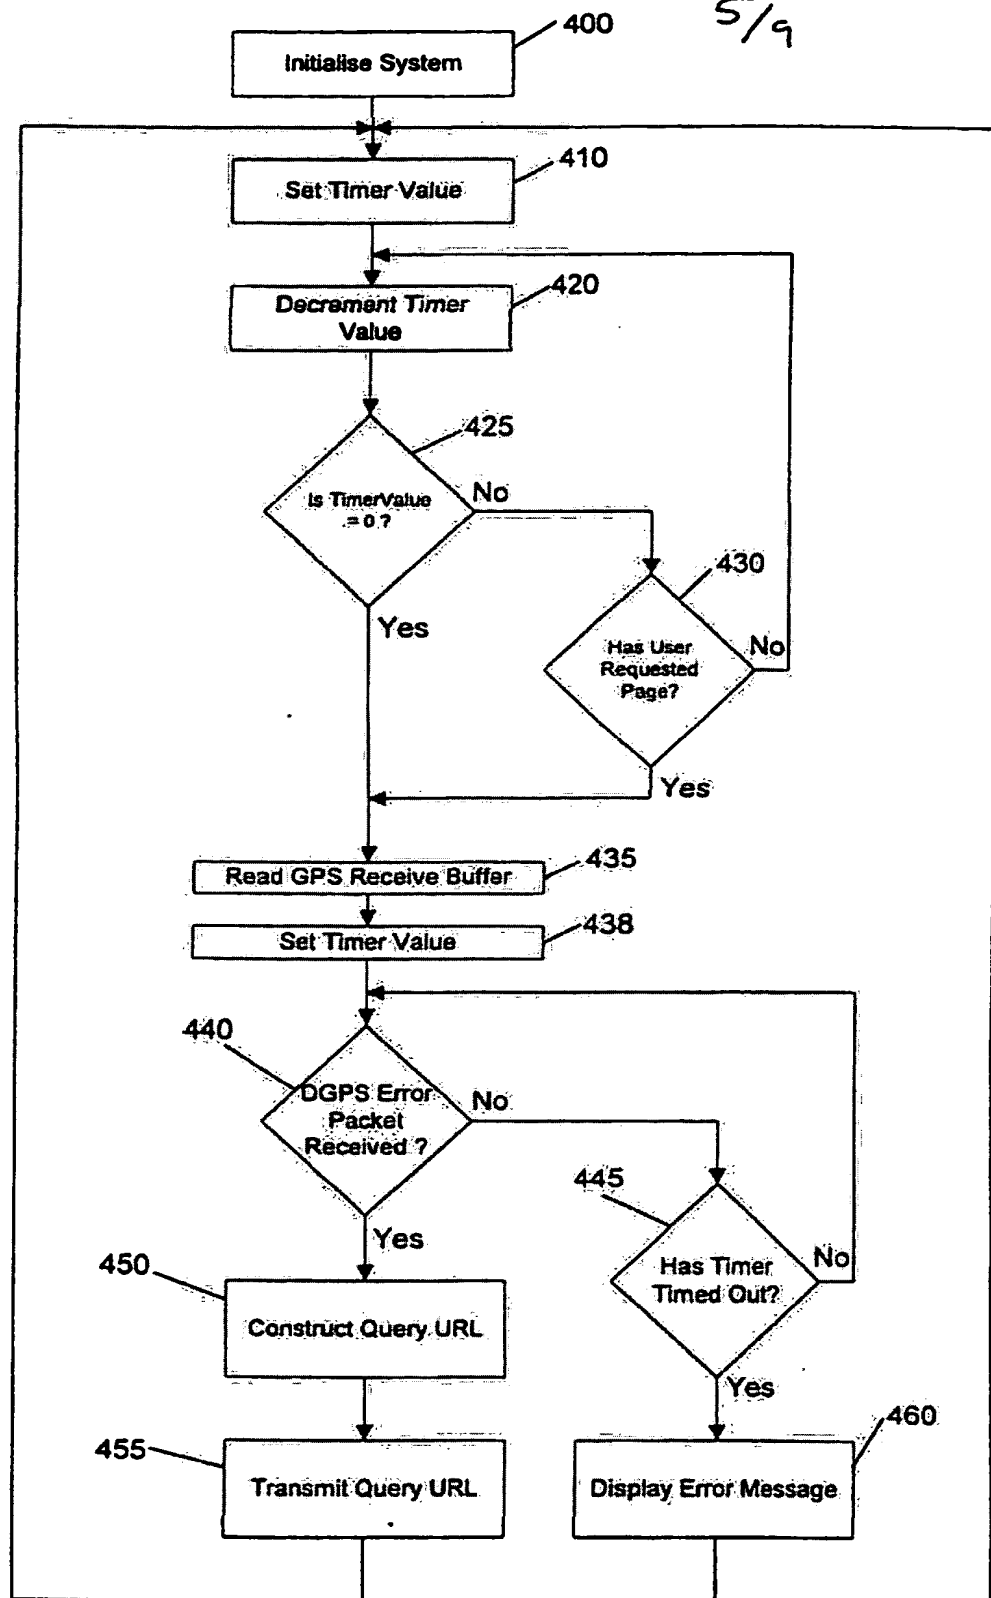 5/9
400
Initialise System
410
Set Timer Value
420
Decrement Timer
Value
425
Is TimerValue
= 0 ?
No
430
Has User
Requested
Page?
No
Yes
Yes
435
Read GPS Receive Buffer
438
Set Timer Value
440
DGPS Error
Packet
Received ?
No
445
Has Timer
Timed Out?
No
Yes
450
Construct Query URL
Yes
455
Transmit Query URL
460
Display Error Message